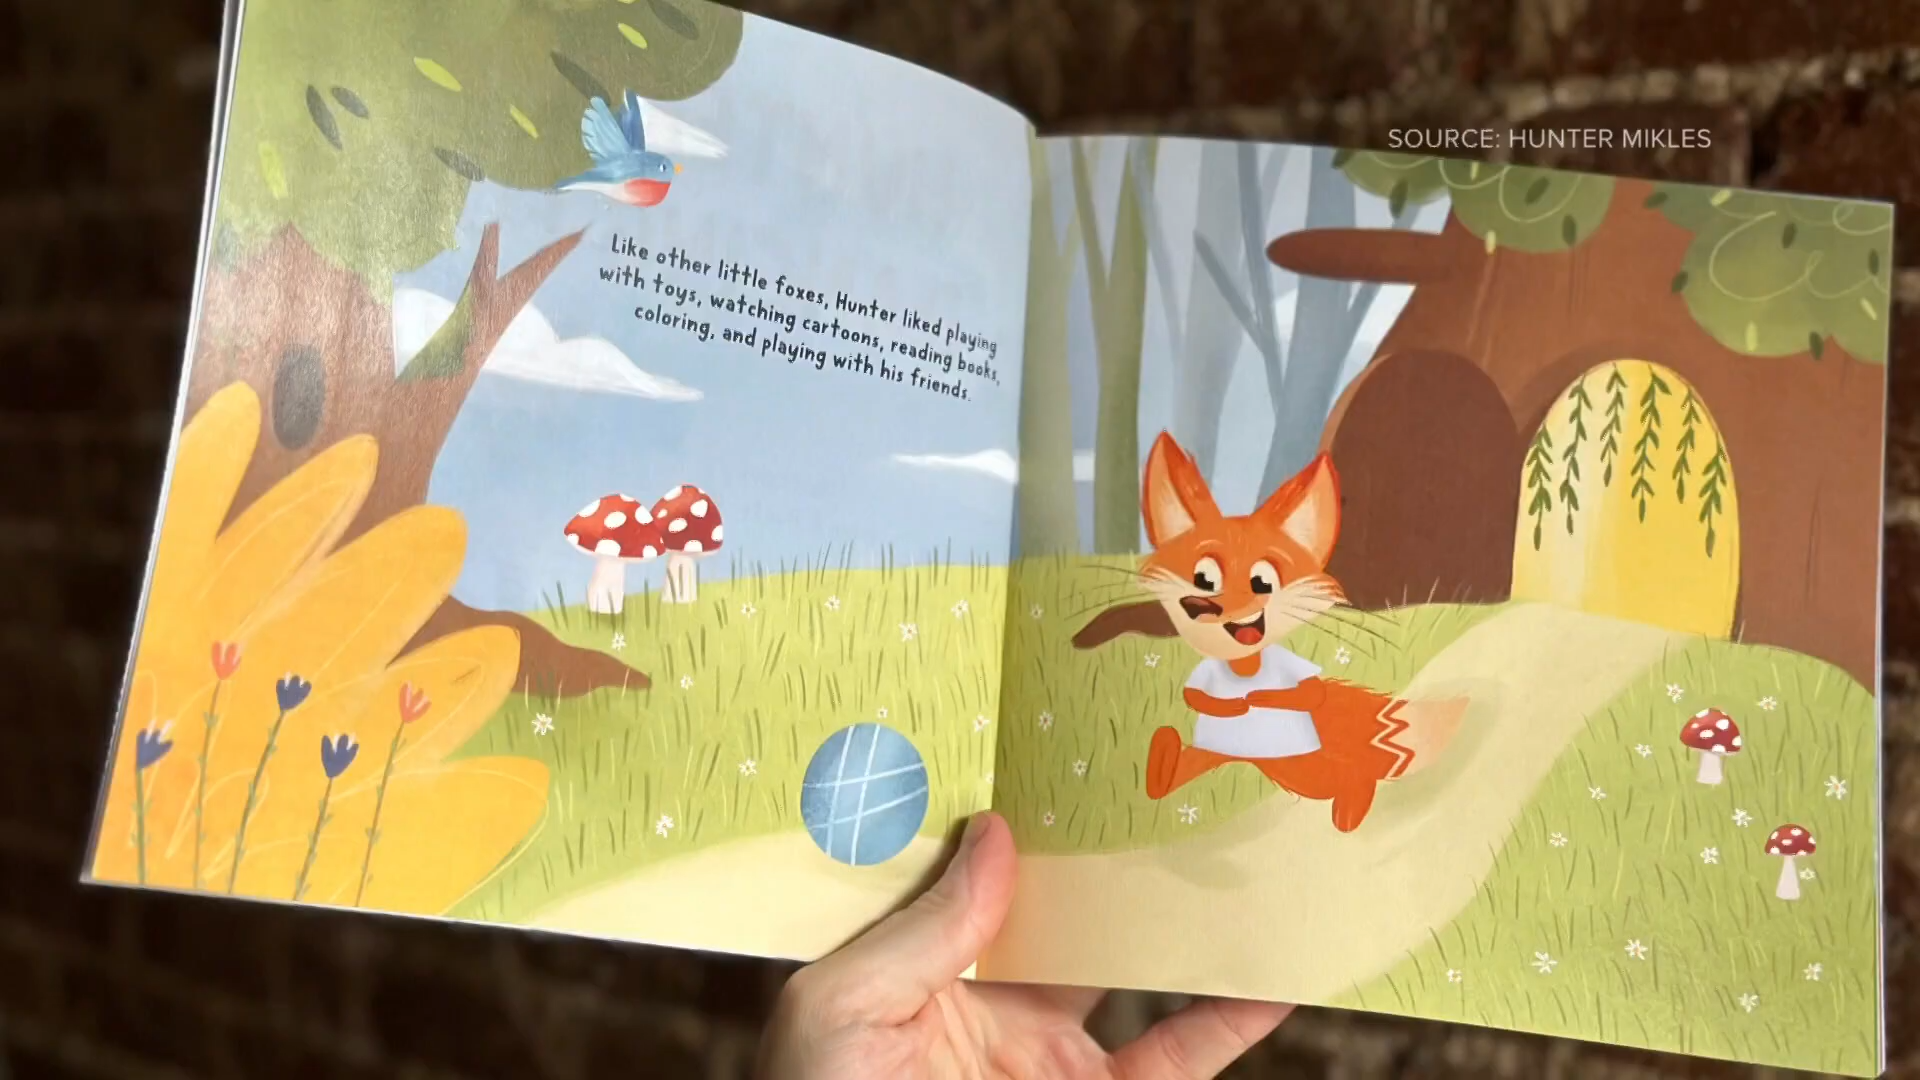 SOURCE: HUNTER MIKLES
Like other little foxes, Hunter liked playing
with toys, watching cartoons, reading books,
coloring, and playing with his friends.